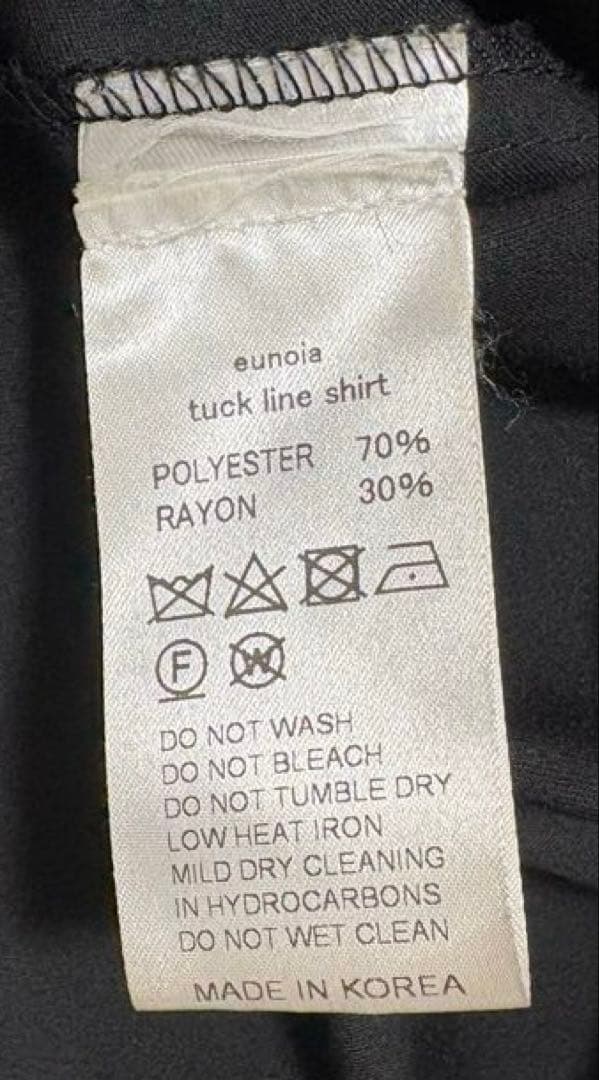 eunoia
tuck line shirt
POLYESTER 70%
RAYON 30%
F W
DO NOT WASH
DO NOT BLEACH
DO NOT TUMBLE DRY
LOW HEAT IRON
MILD DRY CLEANING
IN HYDROCARBONS
DO NOT WET CLEAN
MADE IN KOREA